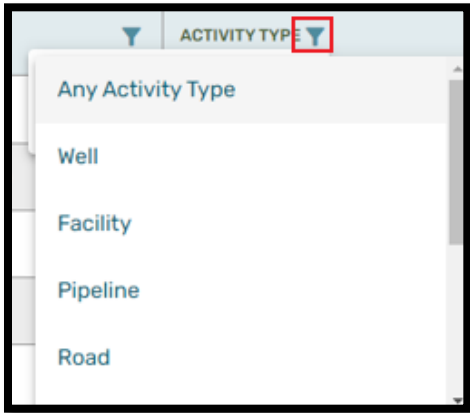 ACTIVITY TYPE
Any Activity Type
Well
Facility
Pipeline
Road